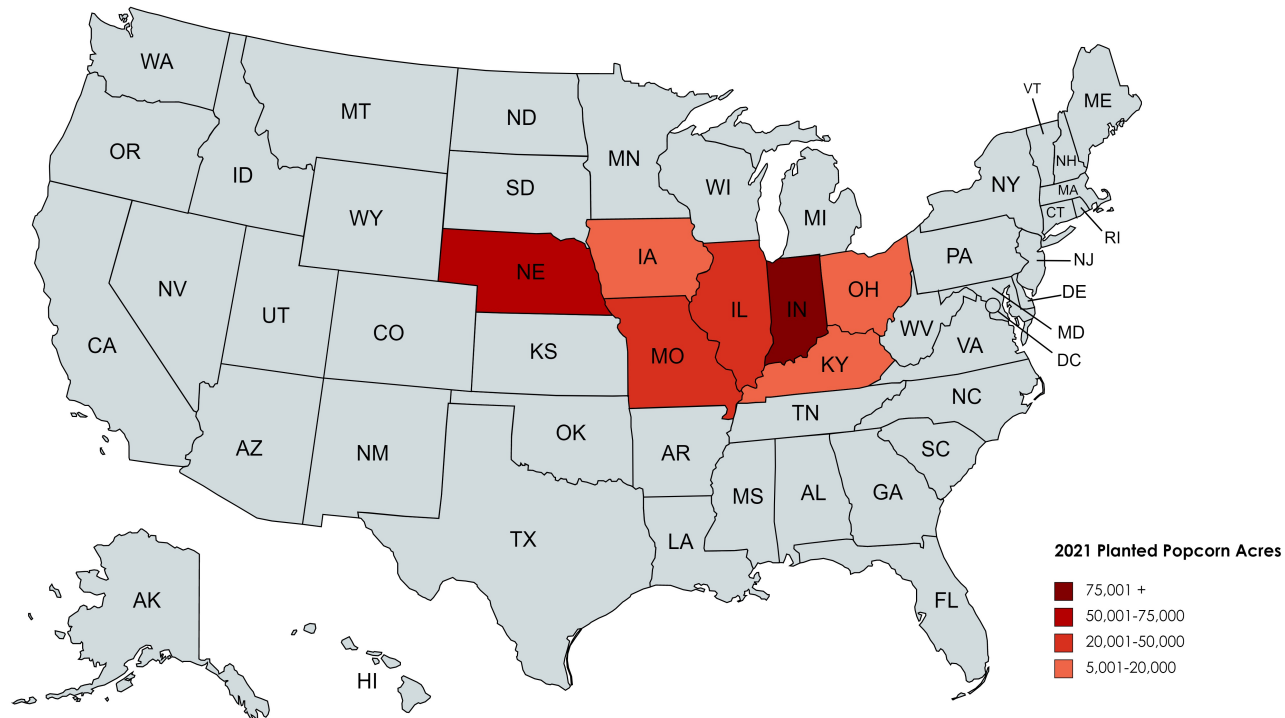 WA
MT
ND
MN
VT
ME
OR
ID
SD
WI
NH
WY
MI
NY
MA
CT
RI
NE
IA
PA
NJ
NV
UT
CO
IL
IN
OH
DE
WV
MD
CA
KS
MO
KY
VA
DC
AZ
NM
OK
AR
TN
NC
SC
MS
AL
GA
TX
LA
2021 Planted Popcorn Acres
75,001 +
50,001-75,000
20,001-50,000
5,001-20,000
AK
FL
HI